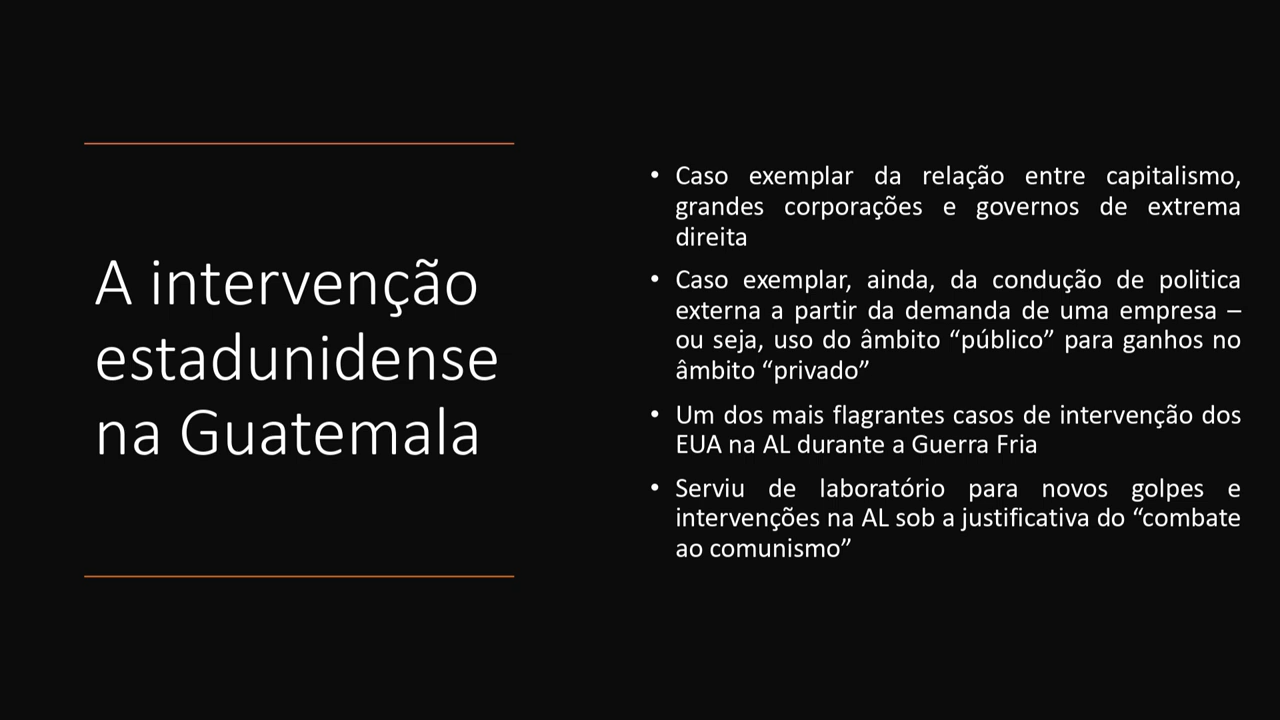 A intervenção
estadunidense
na Guatemala
• Caso exemplar da relação entre capitalismo,
grandes corporações e governos de extrema
direita
• Caso exemplar, ainda, da condução de politica
externa a partir da demanda de uma empresa –
ou seja, uso do âmbito “público” para ganhos no
âmbito “privado”
• Um dos mais flagrantes casos de intervenção dos
EUA na AL durante a Guerra Fria
• Serviu de laboratório para novos golpes e
intervenções na AL sob a justificativa do “combate
ao comunismo”